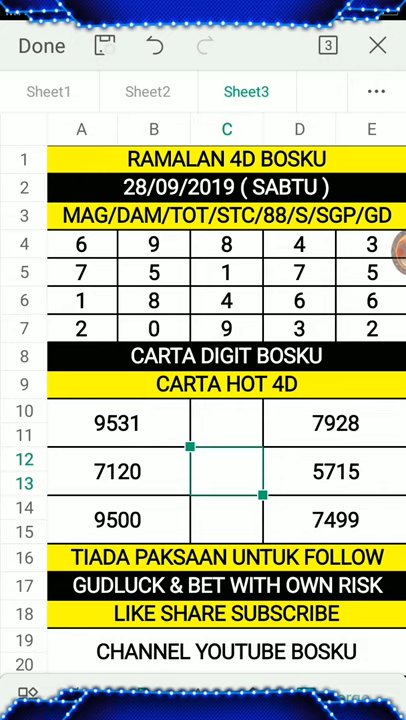 Done 3
Sheet1 Sheet2 Sheet3
A B C D E
1 RAMALAN 4D BOSKU
2 28/09/2019 ( SABTU )
3 MAG/DAM/TOT/STC/88/S/SGP/GD
4 6 9 8 4 3
5 7 5 1 7 5
6 1 8 4 6 6
7 2 0 9 3 2
8 CARTA DIGIT BOSKU
9 CARTA HOT 4D
10
9531 7928
11
12
7120 5715
13
14
9500 7499
15
16 TIADA PAKSAAN UNTUK FOLLOW
17 GUDLUCK & BET WITH OWN RISK
18 LIKE SHARE SUBSCRIBE
19
CHANNEL YOUTUBE BOSKU
20